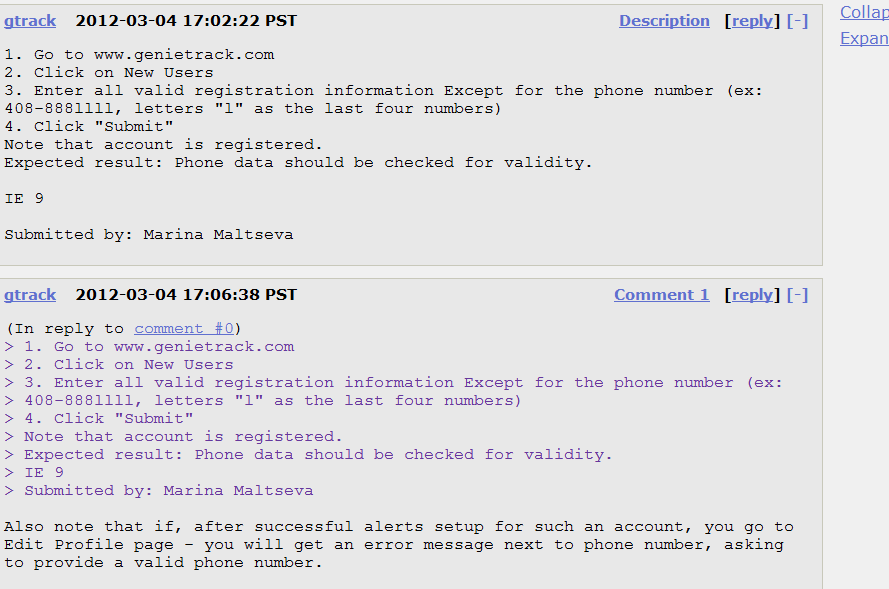 gtrack 2012-03-04 17:02:22 PST Description [reply] [-]
1. Go to www.genietrack.com
2. Click on New Users
3. Enter all valid registration information Except for the phone number (ex:
408-888llll, letters "l" as the last four numbers)
4. Click "Submit"
Note that account is registered.
Expected result: Phone data should be checked for validity.
IE 9
Submitted by: Marina Maltseva
gtrack 2012-03-04 17:06:38 PST Comment 1 [reply] [-]
(In reply to comment #0)
> 1. Go to www.genietrack.com
> 2. Click on New Users
> 3. Enter all valid registration information Except for the phone number (ex:
> 408-888llll, letters "l" as the last four numbers)
> 4. Click "Submit"
> Note that account is registered.
> Expected result: Phone data should be checked for validity.
> IE 9
> Submitted by: Marina Maltseva
Also note that if, after successful alerts setup for such an account, you go to
Edit Profile page - you will get an error message next to phone number, asking
to provide a valid phone number.
Collap
Expan